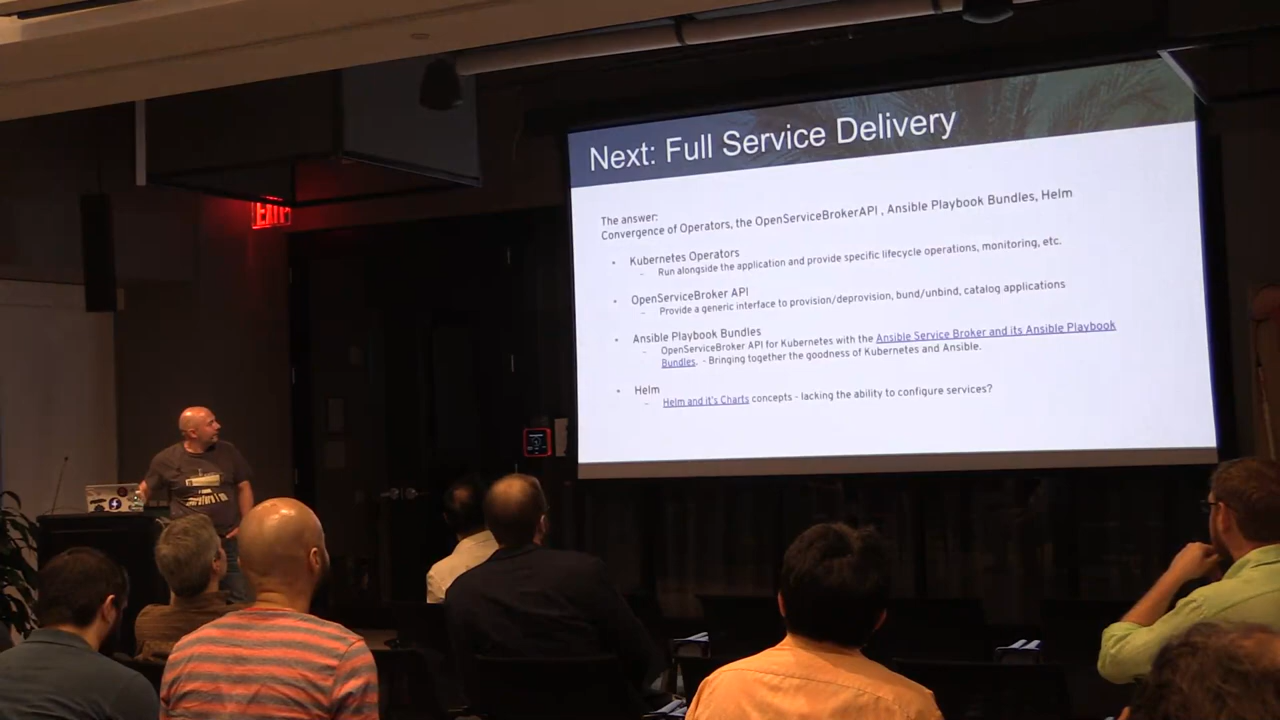 Next: Full Service Delivery
The answer:
Convergence of Operators, the OpenServiceBrokerAPI , Ansible Playbook Bundles, Helm
• Kubernetes Operators
– Run alongside the application and provide specific lifecycle operations, monitoring, etc.
• OpenServiceBroker API
– Provide a generic interface to provision/deprovision, bund/unbind, catalog applications
• Ansible Playbook Bundles
– OpenServiceBroker API for Kubernetes with the Ansible Service Broker and its Ansible Playbook
Bundles. - Bringing together the goodness of Kubernetes and Ansible.
• Helm
– Helm and it's Charts concepts - lacking the ability to configure services?
EXIT